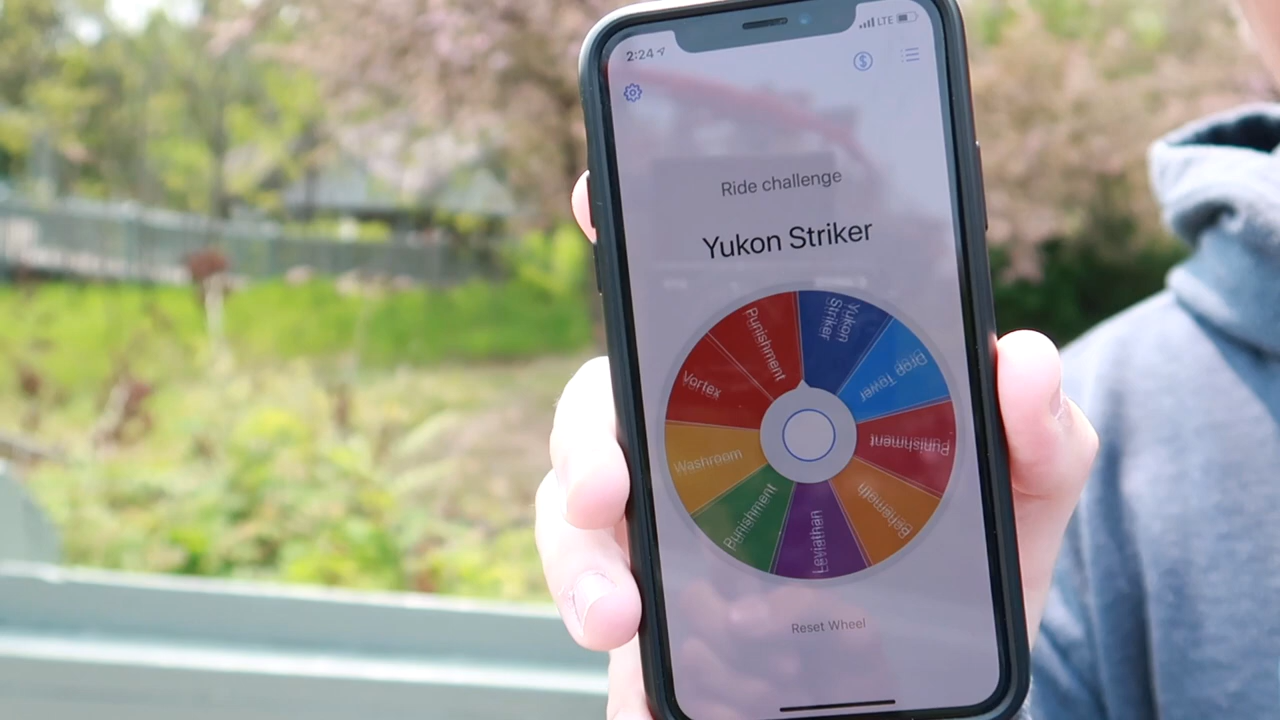 2:24
LTE
$
Ride challenge
Yukon Striker
Yukon
Striker
Drop Tower
Punishment
Behemoth
Leviathan
Punishment
Washroom
Vortex
Punishment
Reset Wheel